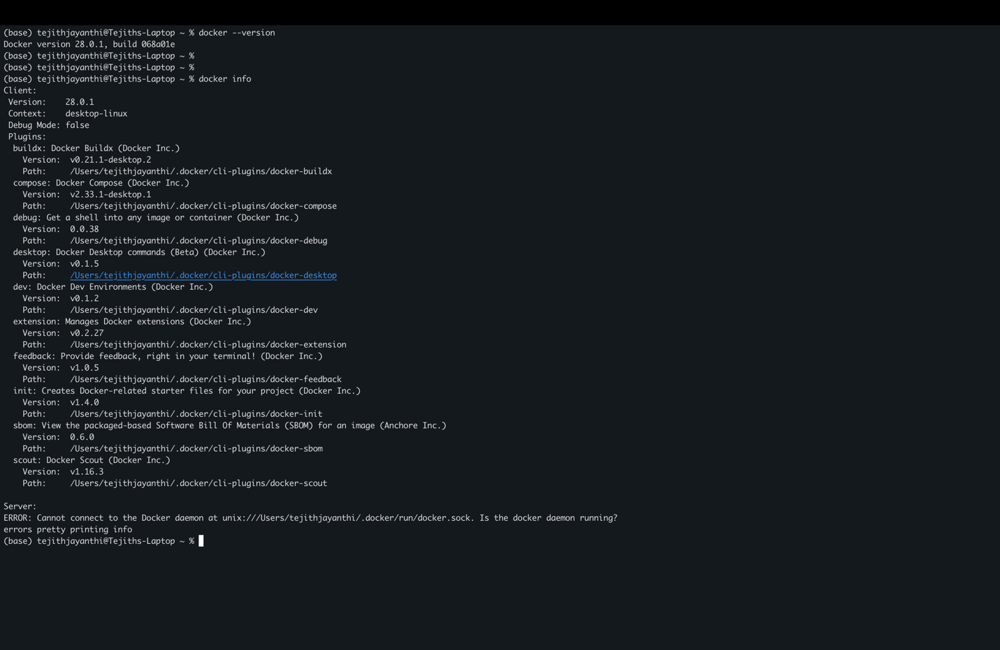 (base) tejithjayanthi@Tejiths-Laptop ~ % docker --version
Docker version 28.0.1, build 068a01e
(base) tejithjayanthi@Tejiths-Laptop ~ %
(base) tejithjayanthi@Tejiths-Laptop ~ %
(base) tejithjayanthi@Tejiths-Laptop ~ % docker info
Client:
 Version:    28.0.1
 Context:    desktop-linux
 Debug Mode: false
 Plugins:
  buildx: Docker Buildx (Docker Inc.)
    Version:  v0.21.1-desktop.2
    Path:     /Users/tejithjayanthi/.docker/cli-plugins/docker-buildx
  compose: Docker Compose (Docker Inc.)
    Version:  v2.33.1-desktop.1
    Path:     /Users/tejithjayanthi/.docker/cli-plugins/docker-compose
  debug: Get a shell into any image or container (Docker Inc.)
    Version:  0.0.38
    Path:     /Users/tejithjayanthi/.docker/cli-plugins/docker-debug
  desktop: Docker Desktop commands (Beta) (Docker Inc.)
    Version:  v0.1.5
    Path:     /Users/tejithjayanthi/.docker/cli-plugins/docker-desktop
  dev: Docker Dev Environments (Docker Inc.)
    Version:  v0.1.2
    Path:     /Users/tejithjayanthi/.docker/cli-plugins/docker-dev
  extension: Manages Docker extensions (Docker Inc.)
    Version:  v0.2.27
    Path:     /Users/tejithjayanthi/.docker/cli-plugins/docker-extension
  feedback: Provide feedback, right in your terminal! (Docker Inc.)
    Version:  v1.0.5
    Path:     /Users/tejithjayanthi/.docker/cli-plugins/docker-feedback
  init: Creates Docker-related starter files for your project (Docker Inc.)
    Version:  v1.4.0
    Path:     /Users/tejithjayanthi/.docker/cli-plugins/docker-init
  sbom: View the packaged-based Software Bill Of Materials (SBOM) for an image (Anchore Inc.)
    Version:  0.6.0
    Path:     /Users/tejithjayanthi/.docker/cli-plugins/docker-sbom
  scout: Docker Scout (Docker Inc.)
    Version:  v1.16.3
    Path:     /Users/tejithjayanthi/.docker/cli-plugins/docker-scout

Server:
ERROR: Cannot connect to the Docker daemon at unix:///Users/tejithjayanthi/.docker/run/docker.sock. Is the docker daemon running?
errors pretty printing info
(base) tejithjayanthi@Tejiths-Laptop ~ %